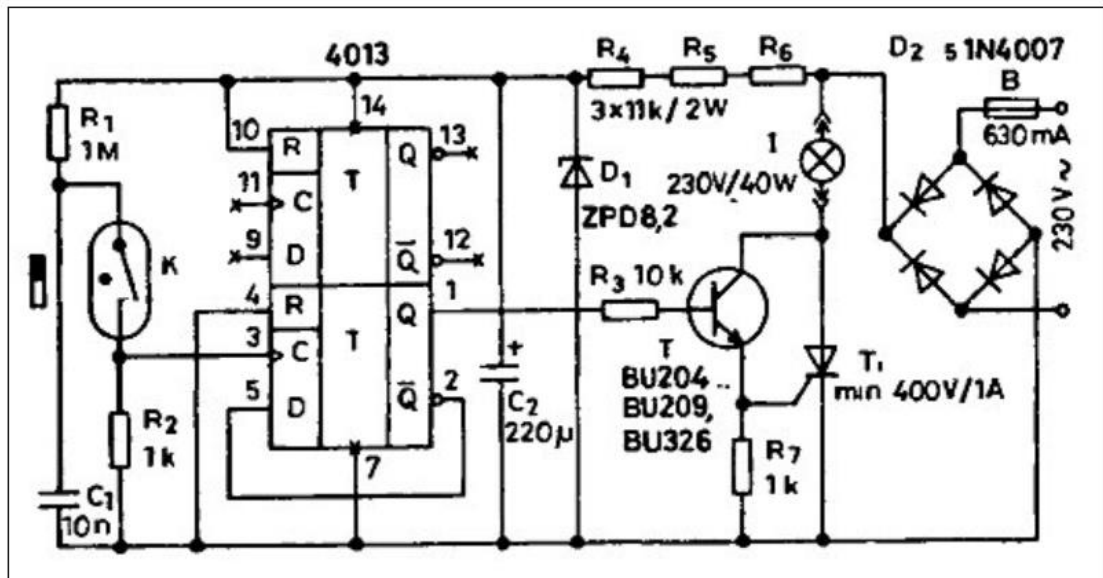 4013
R4
R5
R6
3×11k/2W
D2 5 1N4007
B
630mA
R1
1M
14
10
R
T
Q
13
11
C
9
D
Q̅
12
I
230V/40W
D1
ZPD8,2
230V~
K
4
R
T
Q
1
3
C
5
D
Q̅
2
7
R3 10k
T
BU204..
BU209,
BU326
T1
min 400V/1A
+
C2
220µ
R2
1k
R7
1k
C1
10n